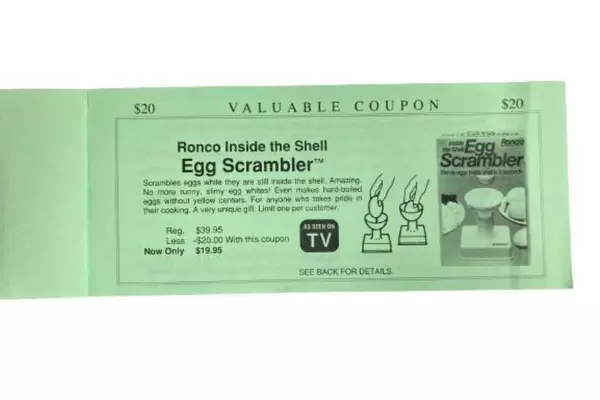 $20 VALUABLE COUPON $20
Ronco Inside the Shell
Egg Scrambler™
Scrambles eggs while they are still inside the shell. Amazing.
No more runny, slimy egg whites! Even makes hard-boiled
eggs without yellow centers. For anyone who takes pride in
their cooking. A very unique gift. Limit one per customer.
Reg. $39.95
Less -$20.00 With this coupon
Now Only $19.95
AS SEEN ON
TV
SEE BACK FOR DETAILS.
Inside
the Shell Egg Ronco
Scrambler